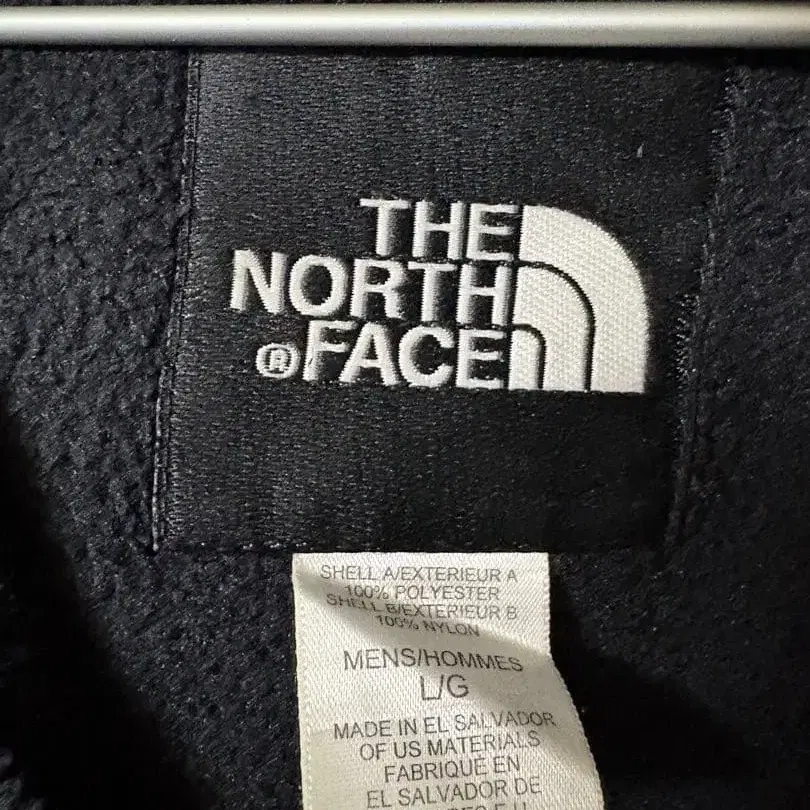 THE
NORTH
® FACE
SHELL A/EXTERIEUR A
100% POLYESTER
SHELL B/EXTERIEUR B
100% NYLON
MENS/HOMMES
L/G
MADE IN EL SALVADOR
OF US MATERIALS
FABRIQUÉ EN
EL SALVADOR DE